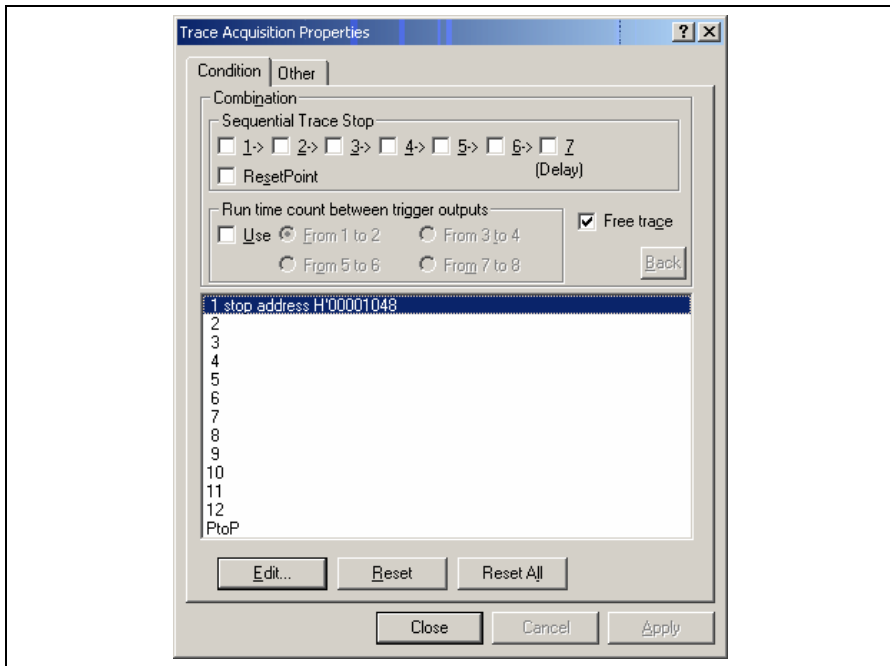 Trace Acquisition Properties
Condition Other
Combination
Sequential Trace Stop
1-> 2-> 3-> 4-> 5-> 6-> 7
(Delay)
ResetPoint
Run time count between trigger outputs
Use From 1 to 2 From 3 to 4
From 5 to 6 From 7 to 8
Free trace
Back
1 stop address H'00001048
2
3
4
5
6
7
8
9
10
11
12
PtoP
Edit... Reset Reset All
Close Cancel Apply